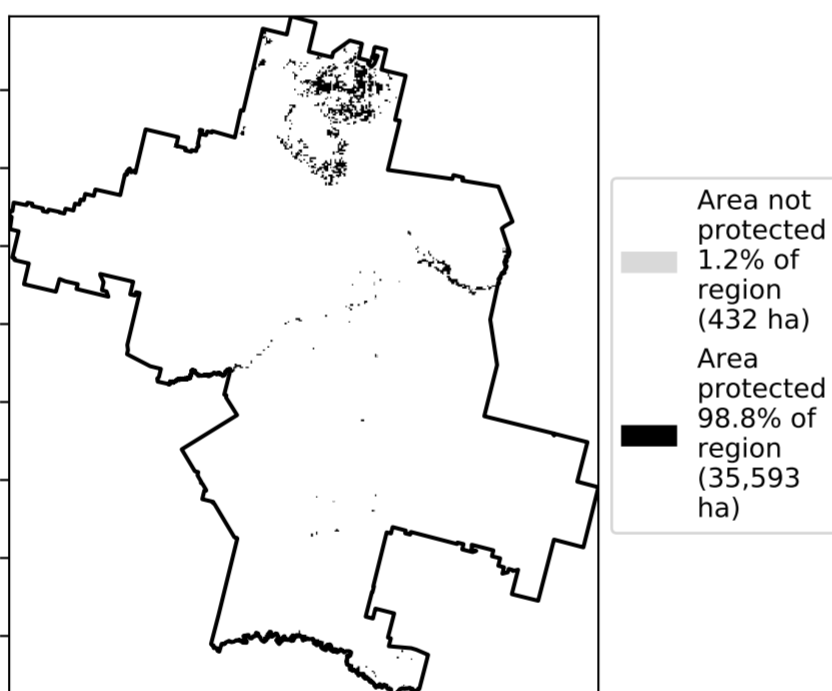 Area not
protected
1.2% of
region
(432 ha)
Area
protected
98.8% of
region
(35,593
ha)